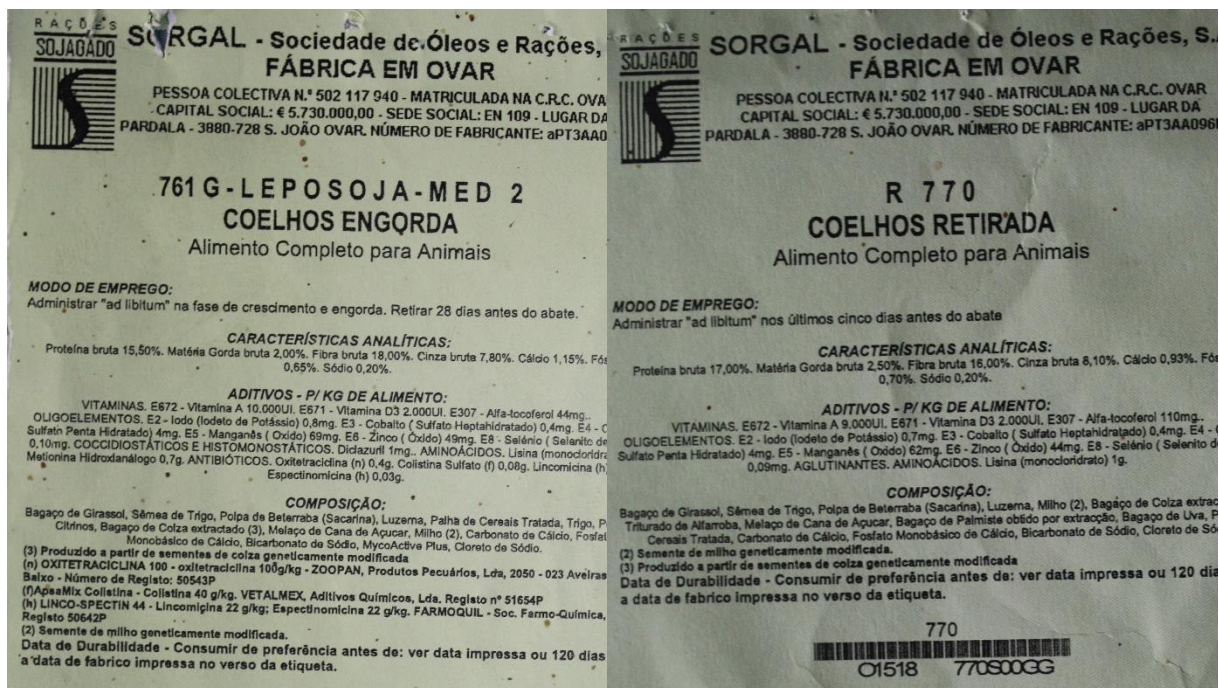 RAÇÕES
SOJAGADO
SORGAL - Sociedade de Óleos e Rações,
FÁBRICA EM OVAR
PESSOA COLECTIVA N.º 502 117 940 - MATRICULADA NA C.R.C. OVA
CAPITAL SOCIAL: € 5.730.000,00 - SEDE SOCIAL: EN 109 - LUGAR DA
PARDALA - 3880-728 S. JOÃO OVAR. NÚMERO DE FABRICANTE: aPT3AA0
761 G - LEPOSOJA - MED 2
COELHOS ENGORDA
Alimento Completo para Animais
MODO DE EMPREGO:
Administrar "ad libitum" na fase de crescimento e engorda. Retirar 28 dias antes do abate.
CARACTERÍSTICAS ANALÍTICAS:
Proteína bruta 15,50%. Matéria Gorda bruta 2,00%. Fibra bruta 18,00%. Cinza bruta 7,80%. Cálcio 1,15%. Fós
0,65%. Sódio 0,20%.
ADITIVOS - P/ KG DE ALIMENTO:
VITAMINAS. E672 - Vitamina A 10.000UI. E671 - Vitamina D3 2.000UI. E307 - Alfa-tocoferol 44mg..
OLIGOELEMENTOS. E2 - Iodo (Iodeto de Potássio) 0,8mg. E3 - Cobalto ( Sulfato Heptahidratado) 0,4mg. E4 - C
Sulfato Penta Hidratado) 4mg. E5 - Manganês ( Oxido) 69mg. E6 - Zinco ( Óxido) 49mg. E8 - Selénio ( Selenito de
0,10mg. COCCIDIOSTÁTICOS E HISTOMONOSTÁTICOS. Diclazuril 1mg.. AMINOÁCIDOS. Lisina (monocloridra
Metionina Hidroxianálogo 0,7g. ANTIBIÓTICOS. Oxitetraciclina (n) 0,4g. Colistina Sulfato (f) 0,08g. Lincomicina (h)
Espectinomicina (h) 0,03g.
COMPOSIÇÃO:
Bagaço de Girassol, Sêmea de Trigo, Polpa de Beterraba (Sacarina), Luzerna, Palha de Cereais Tratada, Trigo, P
Citrinos, Bagaço de Colza extractado (3), Melaço de Cana de Açucar, Milho (2), Carbonato de Cálcio, Fosfat
Monobásico de Cálcio, Bicarbonato de Sódio, MycoActive Plus, Cloreto de Sódio.
(3) Produzido a partir de sementes de colza geneticamente modificada
(n) OXITETRACICLINA 100 - oxitetraciclina 100g/kg - ZOOPAN, Produtos Pecuários, Lda, 2050 - 023 Aveiras
Baixo - Número de Registo: 50543P
(f)ApsaMix Colistina - Colistina 40 g/kg. VETALMEX, Aditivos Químicos, Lda. Registo nº 51654P
(h) LINCO-SPECTIN 44 - Lincomicina 22 g/kg; Espectinomicina 22 g/kg. FARMOQUIL - Soc. Farmo-Química,
Registo 50642P
(2) Semente de milho geneticamente modificada.
Data de Durabilidade - Consumir de preferência antes de: ver data impressa ou 120 dias
a data de fabrico impressa no verso da etiqueta.
RAÇÕES
SOJAGADO
SORGAL - Sociedade de Óleos e Rações, S.
FÁBRICA EM OVAR
PESSOA COLECTIVA N.º 502 117 940 - MATRICULADA NA C.R.C. OVAR
CAPITAL SOCIAL: € 5.730.000,00 - SEDE SOCIAL: EN 109 - LUGAR DA
PARDALA - 3880-728 S. JOÃO OVAR. NÚMERO DE FABRICANTE: aPT3AA096
R 770
COELHOS RETIRADA
Alimento Completo para Animais
MODO DE EMPREGO:
Administrar "ad libitum" nos últimos cinco dias antes do abate
CARACTERÍSTICAS ANALÍTICAS:
Proteína bruta 17,00%. Matéria Gorda bruta 2,50%. Fibra bruta 16,00%. Cinza bruta 8,10%. Cálcio 0,93%. Fós
0,70%. Sódio 0,20%.
ADITIVOS - P/ KG DE ALIMENTO:
VITAMINAS. E672 - Vitamina A 9.000UI. E671 - Vitamina D3 2.000UI. E307 - Alfa-tocoferol 110mg..
OLIGOELEMENTOS. E2 - Iodo (Iodeto de Potássio) 0,7mg. E3 - Cobalto ( Sulfato Heptahidratado) 0,4mg. E4 - C
Sulfato Penta Hidratado) 4mg. E5 - Manganês ( Oxido) 62mg. E6 - Zinco ( Óxido) 44mg. E8 - Selénio ( Selenito d
0,09mg. AGLUTINANTES. AMINOÁCIDOS. Lisina (monocloridrato) 1g.
COMPOSIÇÃO:
Bagaço de Girassol, Sêmea de Trigo, Polpa de Beterraba (Sacarina), Luzerna, Milho (2), Bagaço de Colza extrac
Triturado de Alfarroba, Melaço de Cana de Açucar, Bagaço de Palmiste obtido por extracção, Bagaço de Uva, P
Cereais Tratada, Carbonato de Cálcio, Fosfato Monobásico de Cálcio, Bicarbonato de Sódio, Cloreto de Só
(2) Semente de milho geneticamente modificada.
(3) Produzido a partir de sementes de colza geneticamente modificada
Data de Durabilidade - Consumir de preferência antes de: ver data impressa ou 120 dia
a data de fabrico impressa no verso da etiqueta.
770
O1518 770S00GG